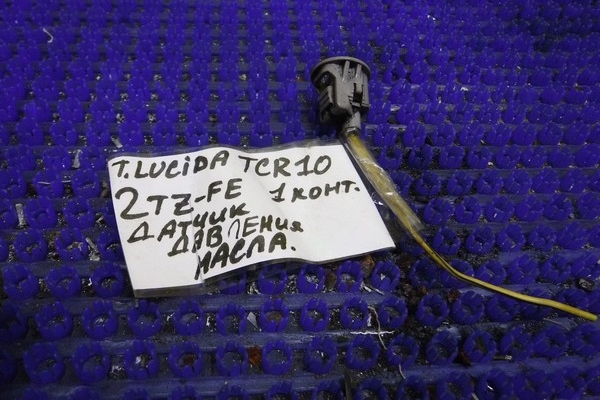 T. LUCiDA TCR10
2TZ-FE 1 КОНТ.
ДАТЧИК
ДАВЛЕНИЯ
МАСЛА.